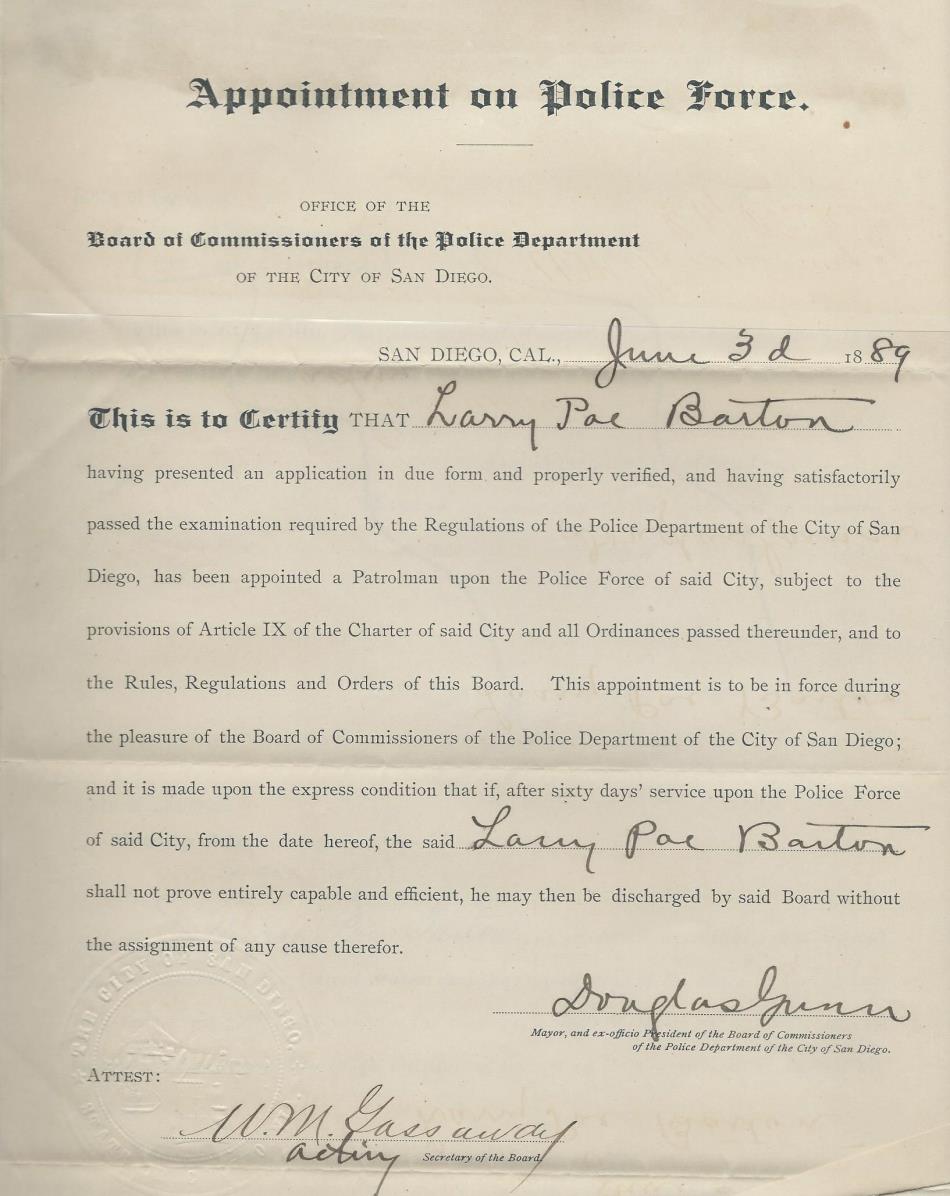 Appointment on Police Force.
OFFICE OF THE
Board of Commissioners of the Police Department
OF THE CITY OF SAN DIEGO.
SAN DIEGO, CAL., June 3d 1889
This is to Certify THAT Larry Pae Barton
having presented an application in due form and properly verified, and having satisfactorily
passed the examination required by the Regulations of the Police Department of the City of San
Diego, has been appointed a Patrolman upon the Police Force of said City, subject to the
provisions of Article IX of the Charter of said City and all Ordinances passed thereunder, and to
the Rules, Regulations and Orders of this Board. This appointment is to be in force during
the pleasure of the Board of Commissioners of the Police Department of the City of San Diego;
and it is made upon the express condition that if, after sixty days' service upon the Police Force
of said City, from the date hereof, the said Larry Pae Barton
shall not prove entirely capable and efficient, he may then be discharged by said Board without
the assignment of any cause therefor.
THE CITY OF SAN DIEGO
Douglas Gunn
Mayor, and ex-officio President of the Board of Commissioners
of the Police Department of the City of San Diego.
ATTEST:
W. M. Gassaway
acting Secretary of the Board